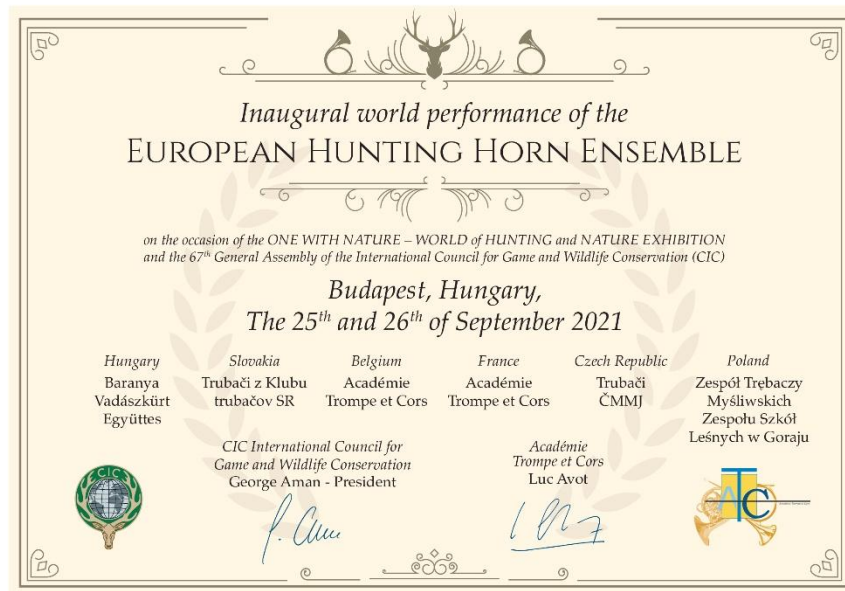 Inaugural world performance of the
EUROPEAN HUNTING HORN ENSEMBLE
on the occasion of the ONE WITH NATURE – WORLD of HUNTING and NATURE EXHIBITION
and the 67th General Assembly of the International Council for Game and Wildlife Conservation (CIC)
Budapest, Hungary,
The 25th and 26th of September 2021
Hungary
Baranya
Vadászkürt
Együttes
Slovakia
Trubači z Klubu
trubačov SR
Belgium
Académie
Trompe et Cors
France
Académie
Trompe et Cors
Czech Republic
Trubači
ČMMJ
Poland
Zespół Trębaczy
Myśliwskich
Zespołu Szkół
Leśnych w Goraju
CIC International Council for
Game and Wildlife Conservation
George Aman - President
Académie
Trompe et Cors
Luc Avot
CIC
ATC